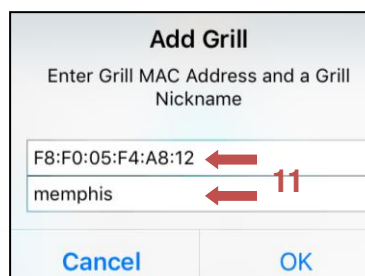 Add Grill
Enter Grill MAC Address and a Grill
Nickname
F8:F0:05:F4:A8:12
11
memphis
Cancel OK